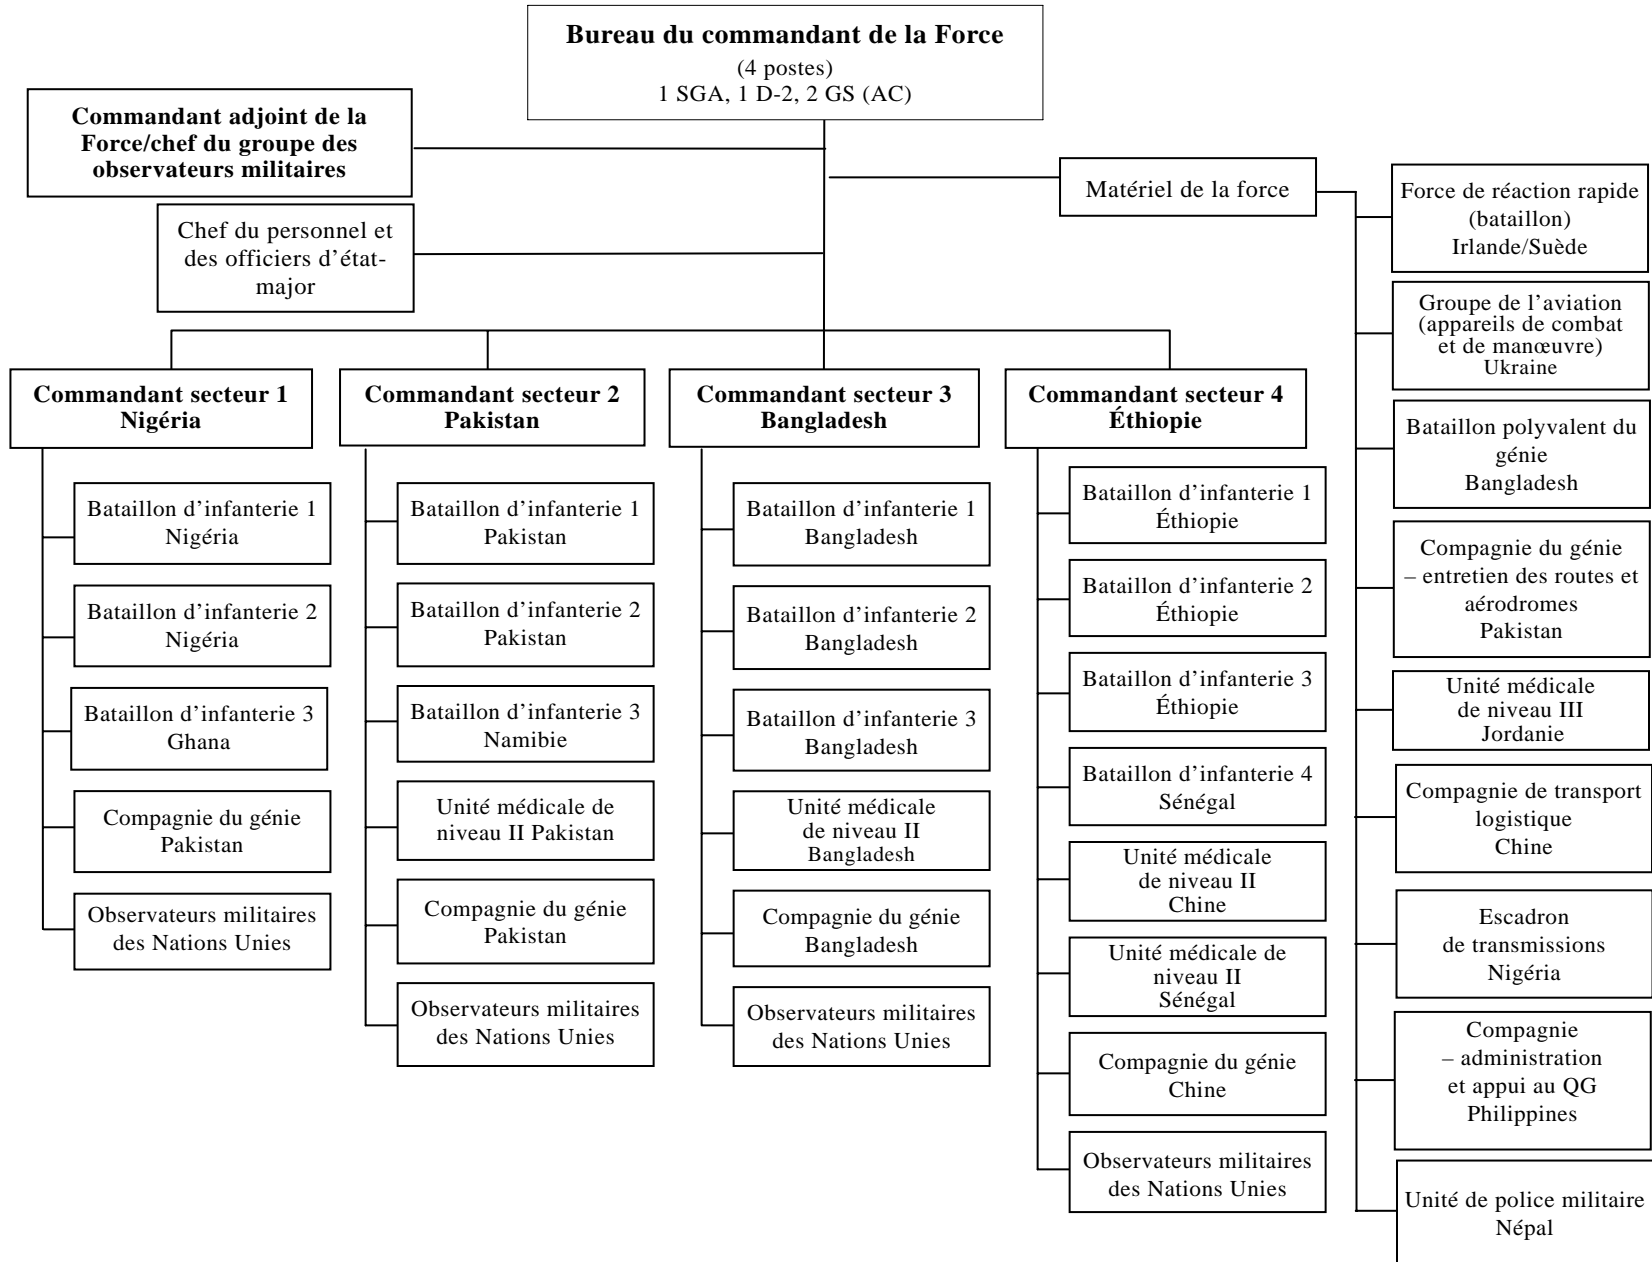 Bureau du commandant de la Force
(4 postes)
1 SGA, 1 D-2, 2 GS (AC)
Commandant adjoint de la
Force/chef du groupe des
observateurs militaires
Chef du personnel et
des officiers d’état-
major
Matériel de la force
Commandant secteur 1
Nigéria
Bataillon d’infanterie 1
Nigéria
Bataillon d’infanterie 2
Nigéria
Bataillon d’infanterie 3
Ghana
Compagnie du génie
Pakistan
Observateurs militaires
des Nations Unies
Commandant secteur 2
Pakistan
Bataillon d’infanterie 1
Pakistan
Bataillon d’infanterie 2
Pakistan
Bataillon d’infanterie 3
Namibie
Unité médicale de
niveau II Pakistan
Compagnie du génie
Pakistan
Observateurs militaires
des Nations Unies
Commandant secteur 3
Bangladesh
Bataillon d’infanterie 1
Bangladesh
Bataillon d’infanterie 2
Bangladesh
Bataillon d’infanterie 3
Bangladesh
Unité médicale
de niveau II
Bangladesh
Compagnie du génie
Bangladesh
Observateurs militaires
des Nations Unies
Commandant secteur 4
Éthiopie
Bataillon d’infanterie 1
Éthiopie
Bataillon d’infanterie 2
Éthiopie
Bataillon d’infanterie 3
Éthiopie
Bataillon d’infanterie 4
Sénégal
Unité médicale
de niveau II
Chine
Unité médicale de
niveau II
Sénégal
Compagnie du génie
Chine
Observateurs militaires
des Nations Unies
Force de réaction rapide
(bataillon)
Irlande/Suède
Groupe de l’aviation
(appareils de combat
et de manœuvre)
Ukraine
Bataillon polyvalent du
génie
Bangladesh
Compagnie du génie
– entretien des routes et
aérodromes
Pakistan
Unité médicale
de niveau III
Jordanie
Compagnie de transport
logistique
Chine
Escadron
de transmissions
Nigéria
Compagnie
– administration
et appui au QG
Philippines
Unité de police militaire
Népal